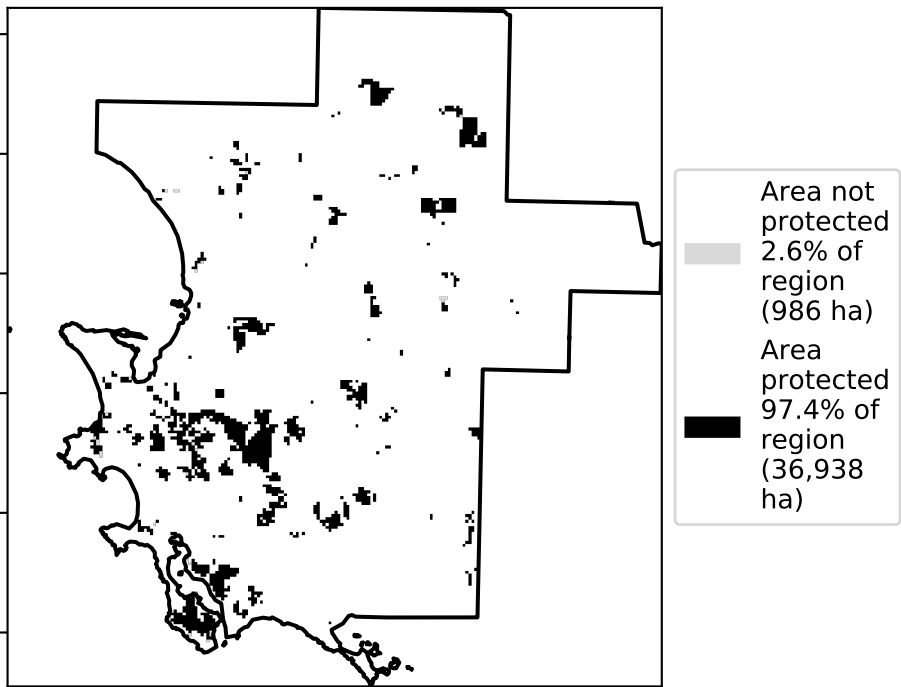 Area not
protected
2.6% of
region
(986 ha)
Area
protected
97.4% of
region
(36,938
ha)